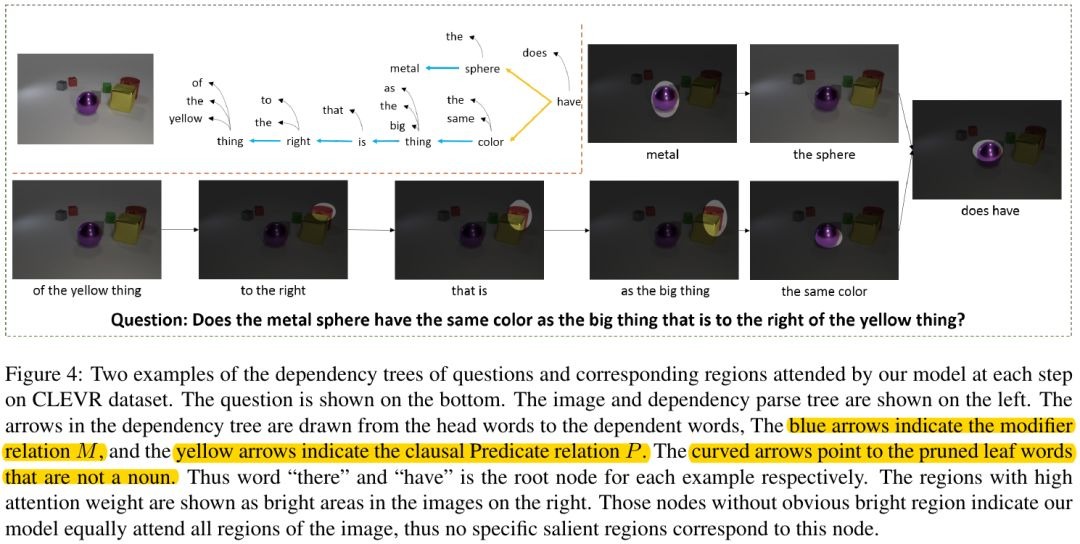 the
does
metal
sphere
of
as
the
to
that
the
the
have
yellow
the
big
same
thing
right
is
thing
color
metal
the sphere
does have
of the yellow thing
to the right
that is
as the big thing
the same color
Question: Does the metal sphere have the same color as the big thing that is to the right of the yellow thing?
Figure 4: Two examples of the dependency trees of questions and corresponding regions attended by our model at each step
on CLEVR dataset. The question is shown on the bottom. The image and dependency parse tree are shown on the left. The
arrows in the dependency tree are drawn from the head words to the dependent words, The blue arrows indicate the modifier
relation M, and the yellow arrows indicate the clausal Predicate relation P. The curved arrows point to the pruned leaf words
that are not a noun. Thus word “there” and “have” is the root node for each example respectively. The regions with high
attention weight are shown as bright areas in the images on the right. Those nodes without obvious bright region indicate our
model equally attend all regions of the image, thus no specific salient regions correspond to this node.